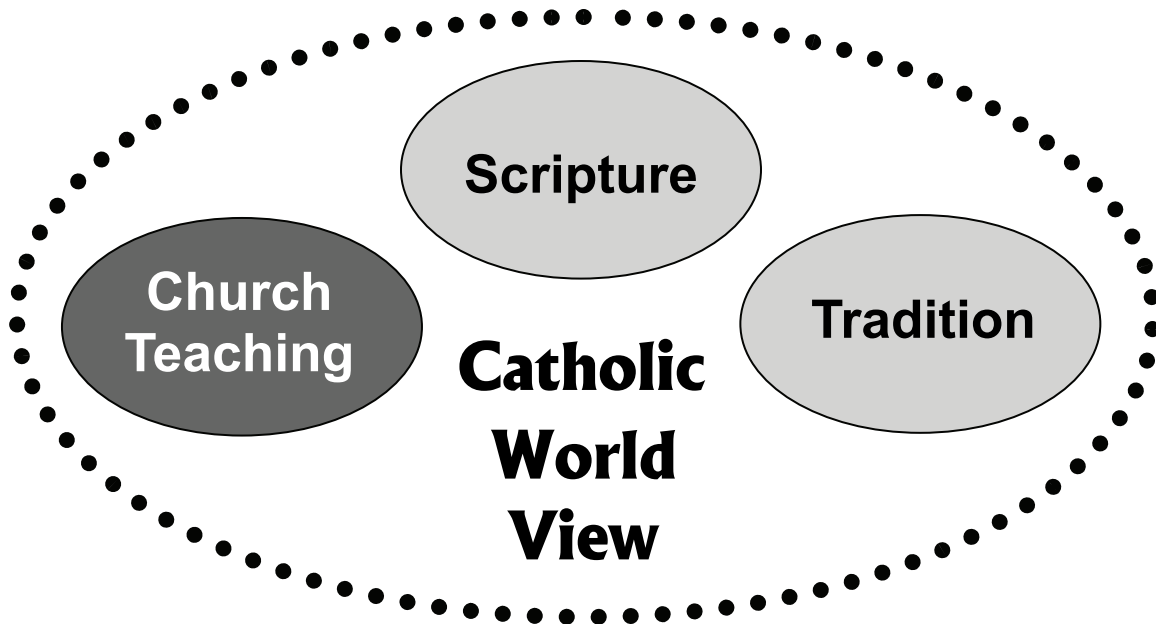 Scripture
Church
Teaching
Tradition
Catholic
World
View